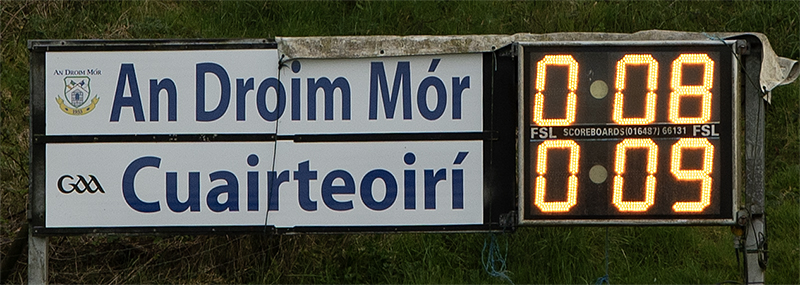 AN DROIM MÓR
An Droim Mór
0 08
FSL SCOREBOARDS (016487) 66131 FSL
GAA
Cuairteoirí
0 09